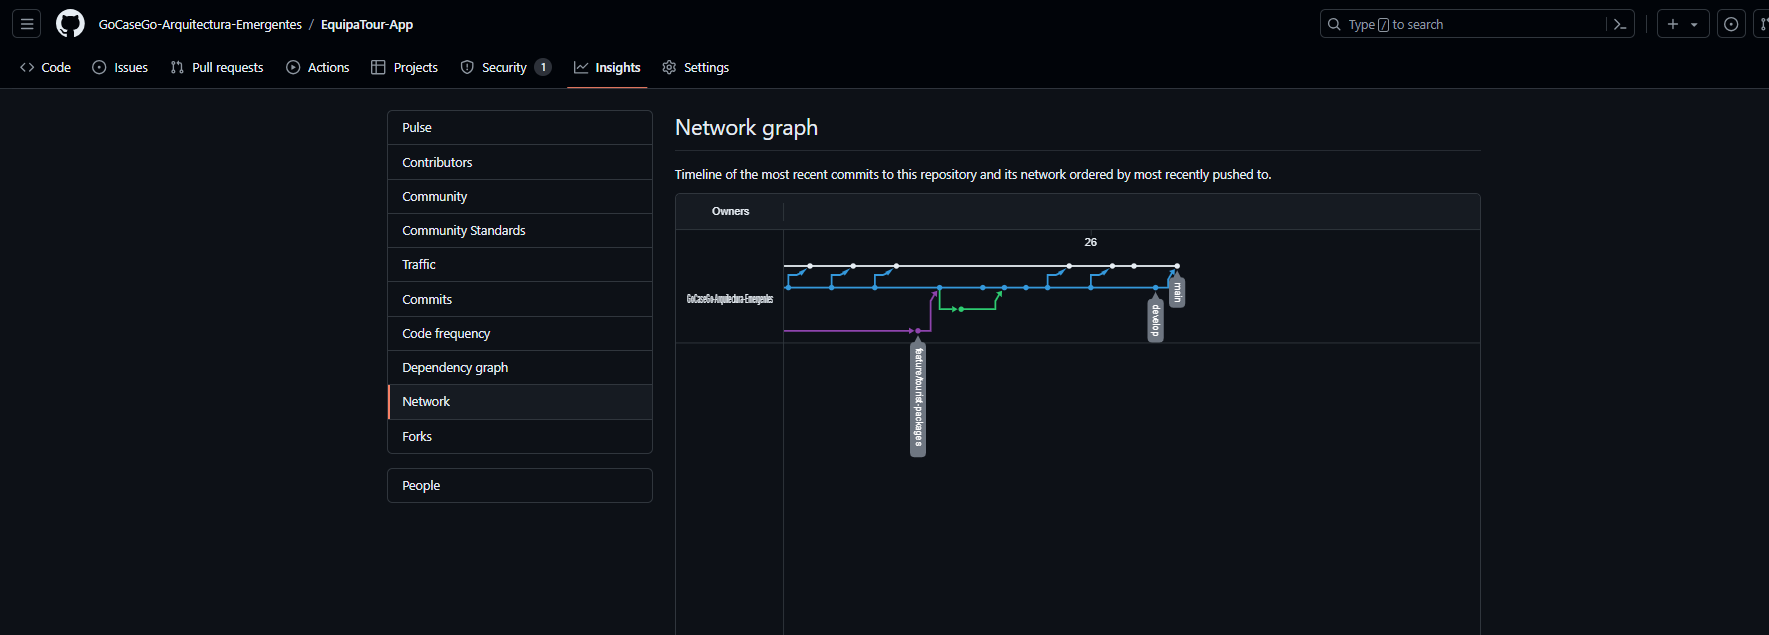 GoCaseGo-Arquitectura-Emergentes / EquipaTour-App
Type / to search
Code
Issues
Pull requests
Actions
Projects
Security 1
Insights
Settings
Pulse
Contributors
Community
Community Standards
Traffic
Commits
Code frequency
Dependency graph
Network
Forks
People
Network graph
Timeline of the most recent commits to this repository and its network ordered by most recently pushed to.
Owners
26
GoCaseGo-Arquitectura-Emergentes
main
develop
feature/tourist-packages